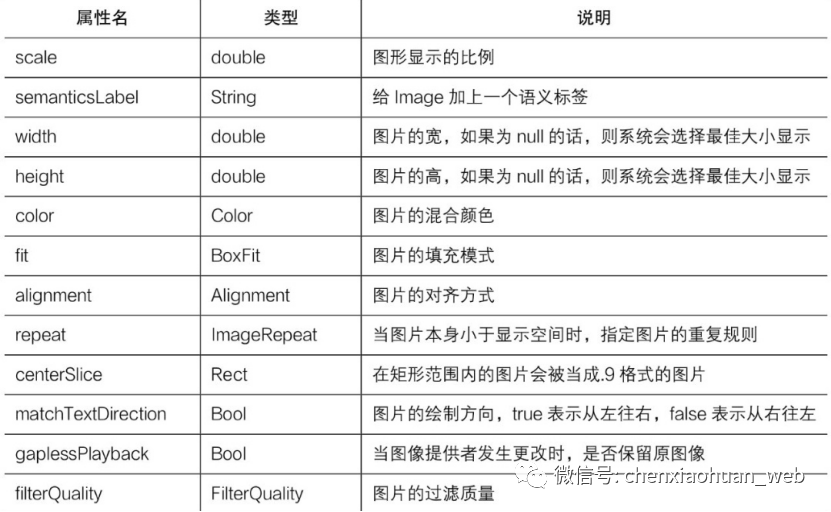 属性名 类型 说明
scale double 图形显示的比例
semanticsLabel String 给 Image 加上一个语义标签
width double 图片的宽，如果为 null 的话，则系统会选择最佳大小显示
height double 图片的高，如果为 null 的话，则系统会选择最佳大小显示
color Color 图片的混合颜色
fit BoxFit 图片的填充模式
alignment Alignment 图片的对齐方式
repeat ImageRepeat 当图片本身小于显示空间时，指定图片的重复规则
centerSlice Rect 在矩形范围内的图片会被当成.9 格式的图片
matchTextDirection Bool 图片的绘制方向，true 表示从左往右，false 表示从右往左
gaplessPlayback Bool 当图像提供者发生更改时，是否保留原图像
微信号: chenxiaohuan_web
filterQuality FilterQuality 图片的过滤质量